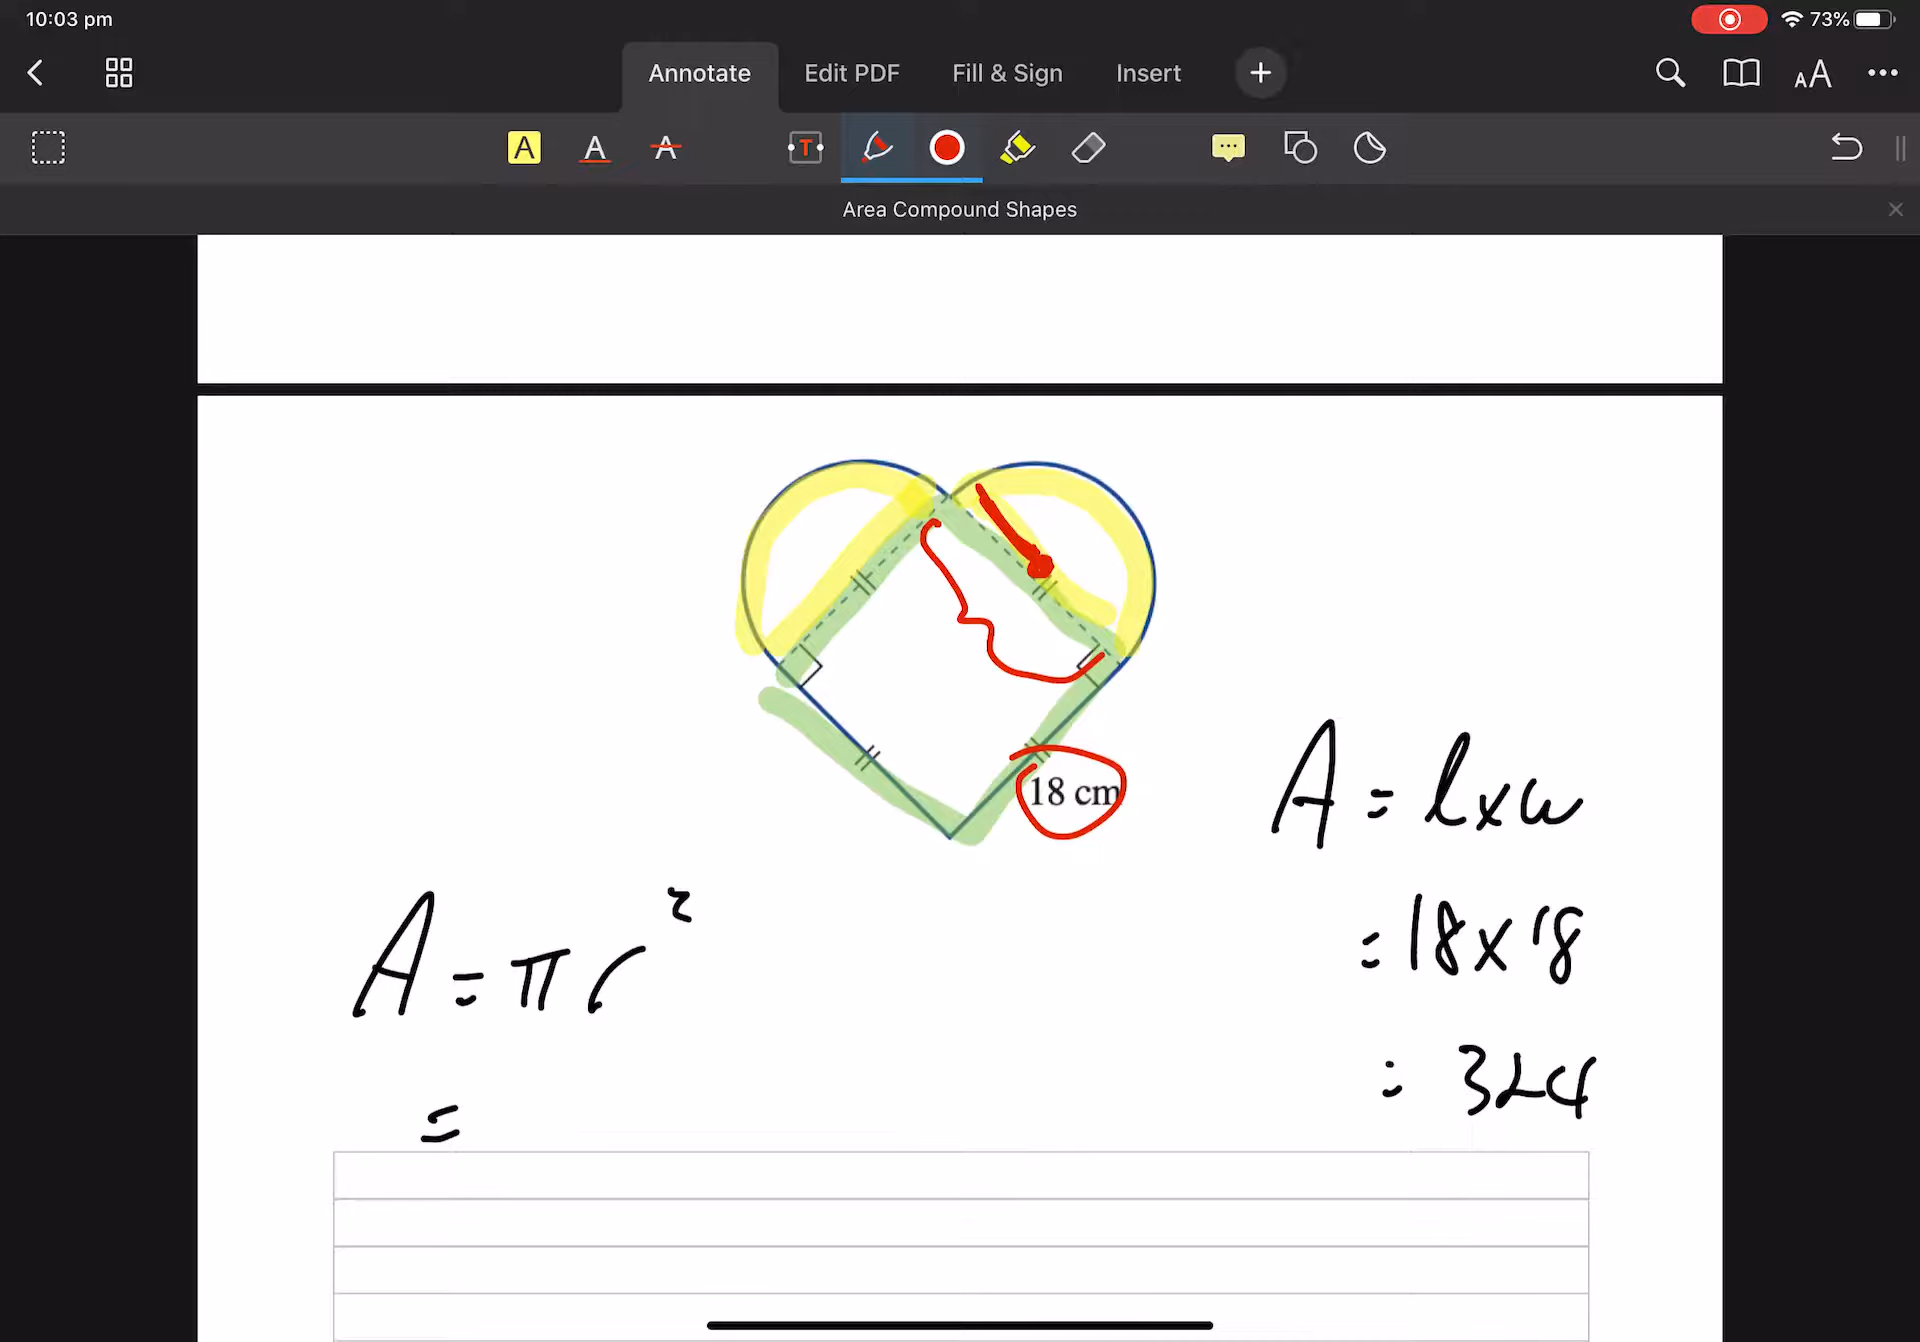 10:03 pm
73%
Annotate
Edit PDF
Fill & Sign
Insert
AA
A
A
A
T
Area Compound Shapes
18 cm
A = l x w
= 18 x 18
= 324
A = π r²
=